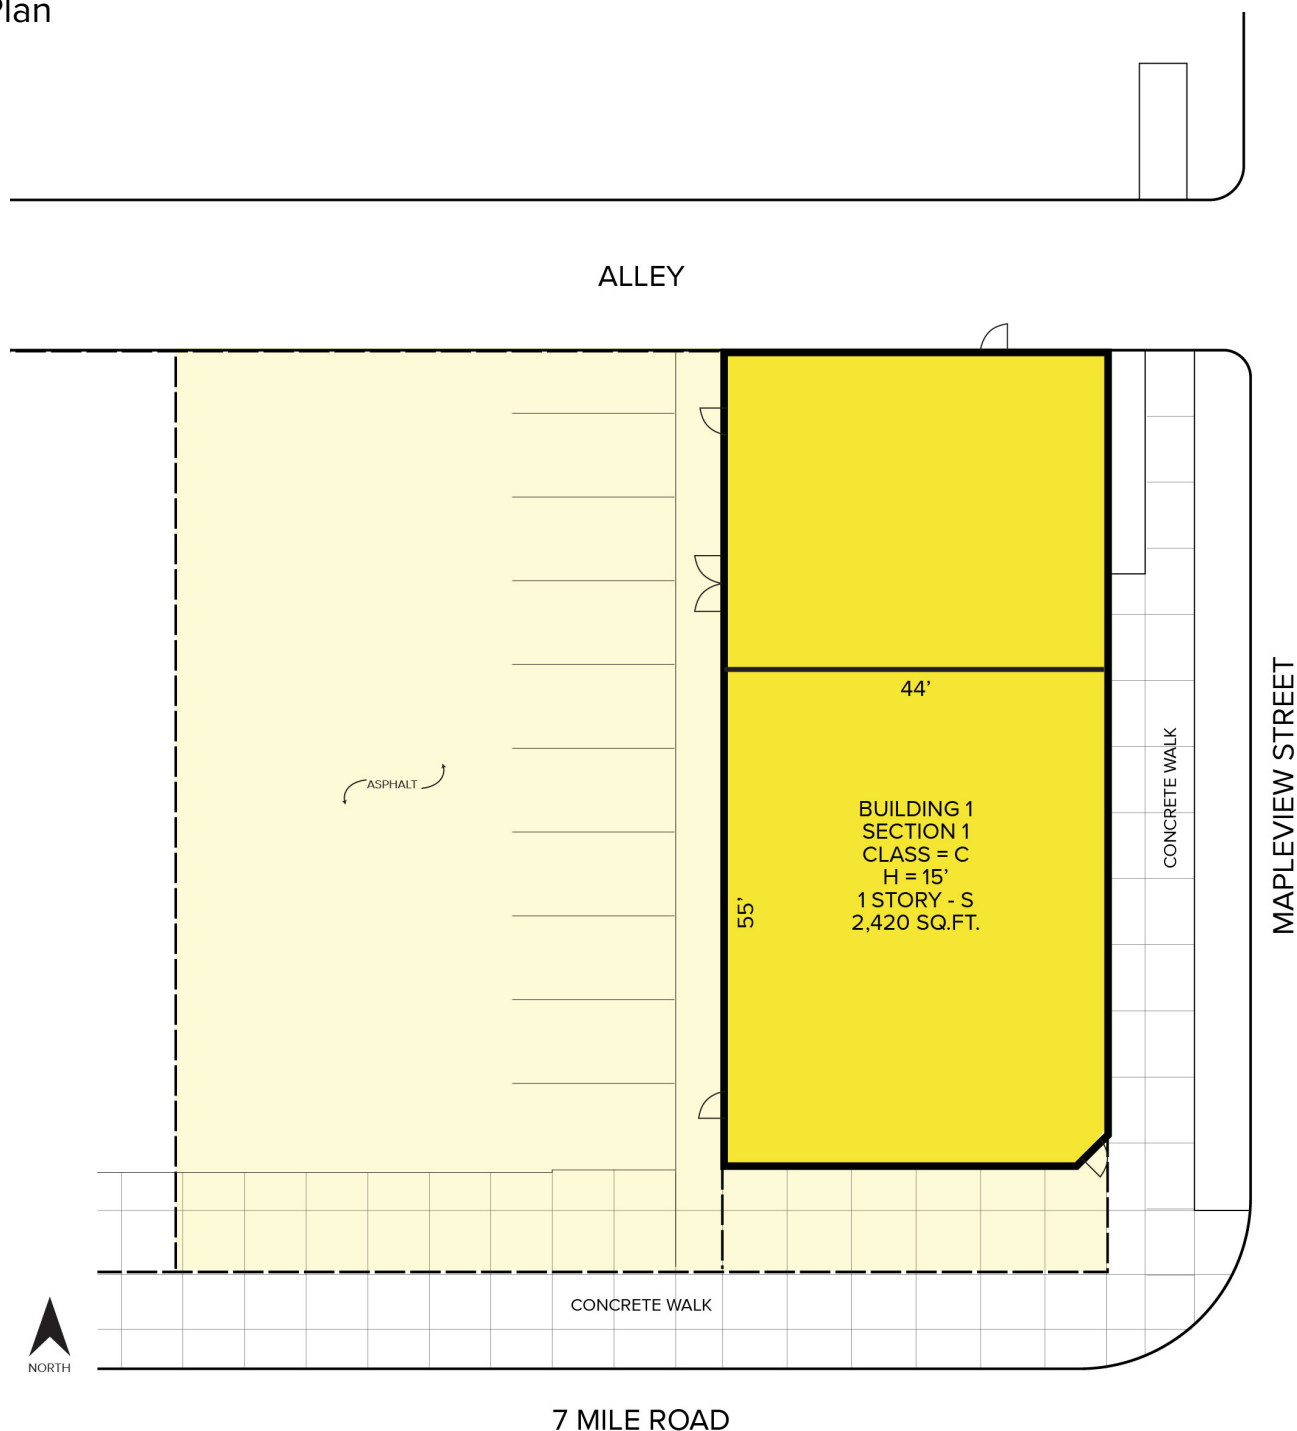 Plan
ALLEY
44’
ASPHALT
BUILDING 1
SECTION 1
CLASS = C
H = 15’
1 STORY - S
2,420 SQ.FT.
55’
CONCRETE WALK
MAPLEVIEW STREET
CONCRETE WALK
NORTH
7 MILE ROAD